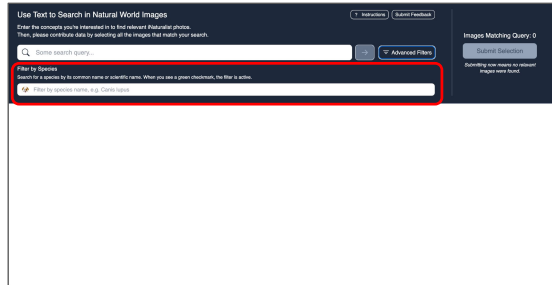 Use Text to Search in Natural World Images
? Instructions
Submit Feedback
Enter the concepts you're interested in to find relevant iNaturalist photos.
Then, please contribute data by selecting all the images that match your search.
Some search query...
Advanced Filters
Filter by Species
Search for a species by its common name or scientific name. When you see a green checkmark, the filter is active.
Filter by species name, e.g. Canis lupus
Images Matching Query: 0
Submit Selection
Submitting now means no relevant
images were found.